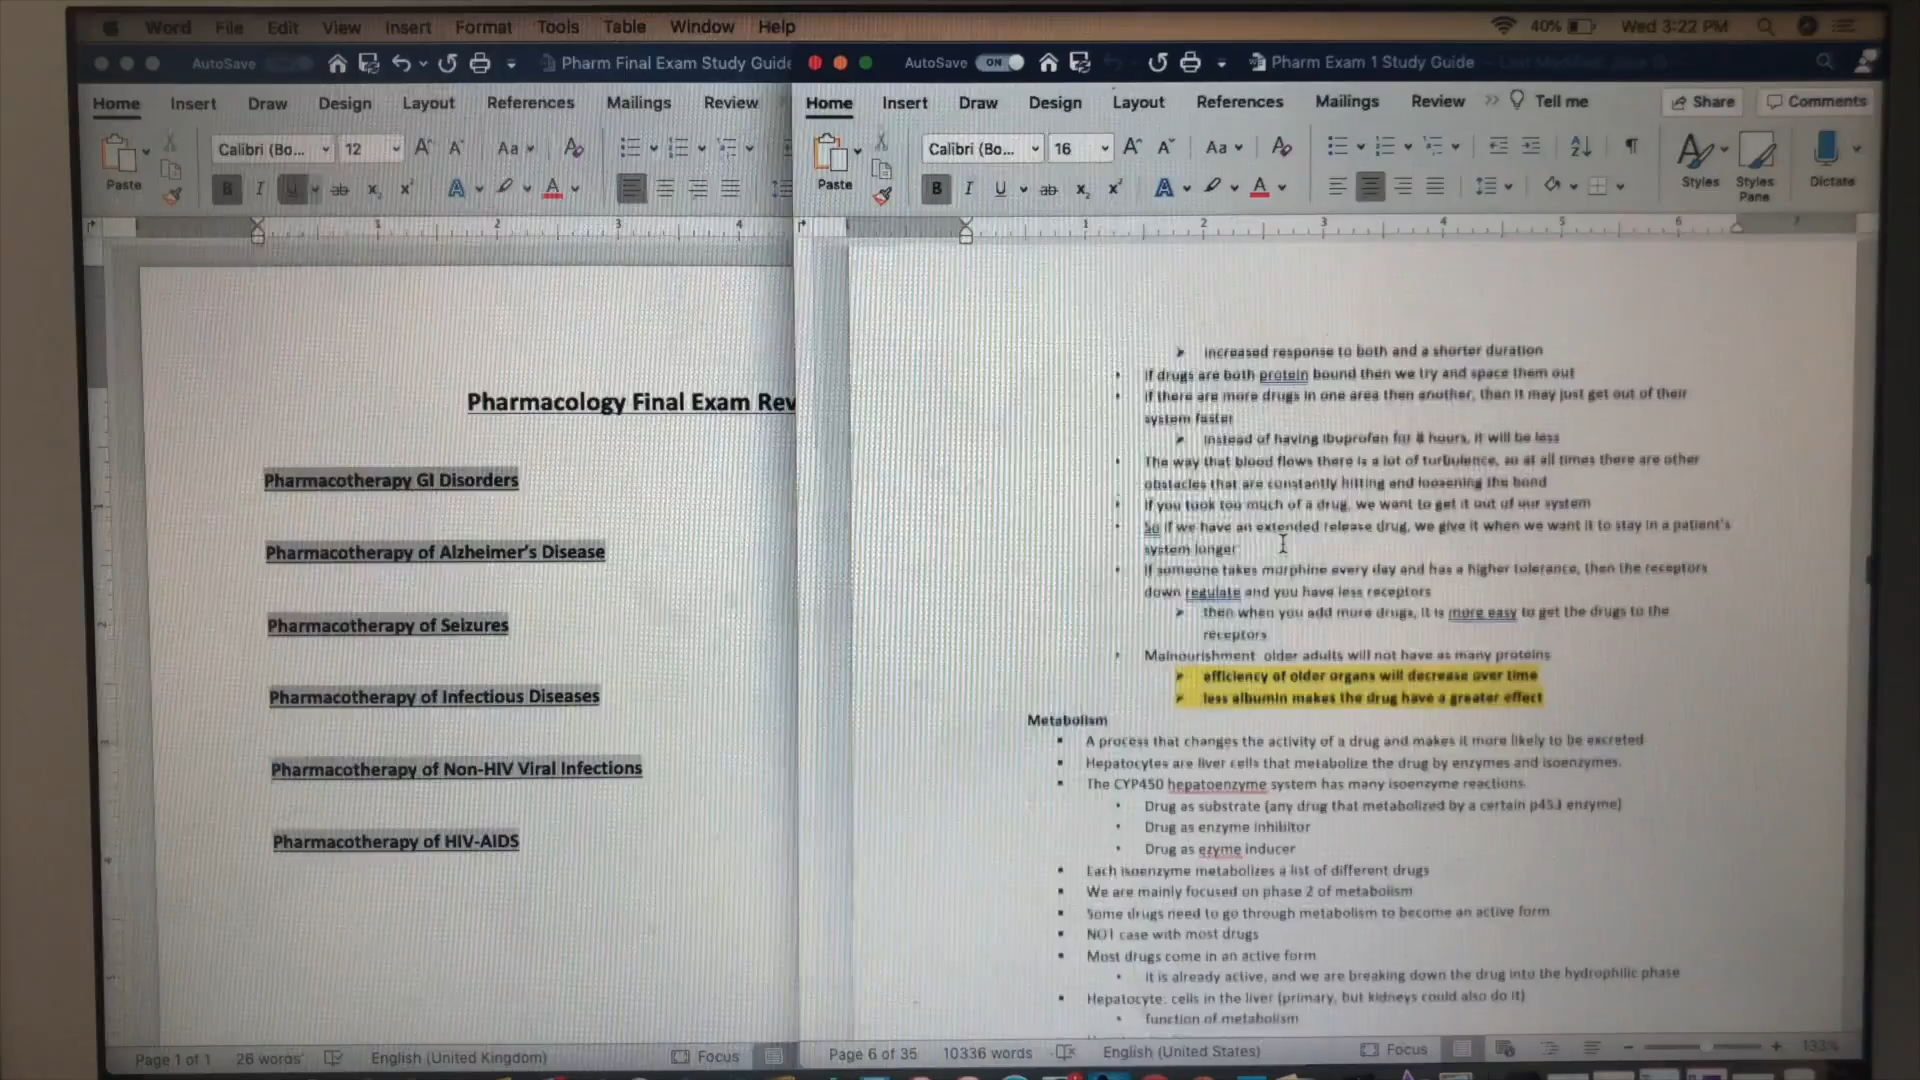 Word File Edit View Insert Format Tools Table Window Help
40% Wed 3:22 PM
AutoSave
Pharm Final Exam Study Guide
AutoSave ON
Pharm Exam 1 Study Guide
Home Insert Draw Design Layout References Mailings Review
Home Insert Draw Design Layout References Mailings Review Tell me Share Comments
Paste
Calibri (Bo... 12
Paste
Calibri (Bo... 16
Styles
Styles Pane
Dictate
Pharmacology Final Exam Rev
Pharmacotherapy GI Disorders
Pharmacotherapy of Alzheimer's Disease
Pharmacotherapy of Seizures
Pharmacotherapy of Infectious Diseases
Pharmacotherapy of Non-HIV Viral Infections
Pharmacotherapy of HIV-AIDS
Page 1 of 1 26 words English (United Kingdom) Focus
increased response to both and a shorter duration
If drugs are both protein bound then we try and space them out
If there are more drugs in one area then another, than it may just get out of their
system faster
Instead of having Ibuprofen for 8 hours, it will be less
The way that blood flows there is a lot of turbulence, so at all times there are other
obstacles that are constantly hitting and loosening the bond
If you took too much of a drug, we want to get it out of our system
So if we have an extended release drug, we give it when we want it to stay in a patient's
system longer
If someone takes morphine every day and has a higher tolerance, then the receptors
down regulate and you have less receptors
then when you add more drugs, it is more easy to get the drugs to the
receptors
Malnourishment older adults will not have as many proteins
efficiency of older organs will decrease over time
less albumin makes the drug have a greater effect
Metabolism
A process that changes the activity of a drug and makes it more likely to be excreted
Hepatocytes are liver cells that metabolize the drug by enzymes and isoenzymes.
The CYP450 hepatoenzyme system has many isoenzyme reactions.
Drug as substrate (any drug that metabolized by a certain enzyme)
Drug as enzyme inhibitor
Drug as ezyme inducer
Each isoenzyme metabolizes a list of different drugs
We are mainly focused on phase 2 of metabolism
Some drugs need to go through metabolism to become an active form
NOT case with most drugs
Most drugs come in an active form
it is already active, and we are breaking down the drug into the hydrophilic phase
Hepatocyte: cells in the liver (primary, but kidneys could also do it)
function of metabolism
Page 6 of 35 10336 words English (United States) Focus 133%